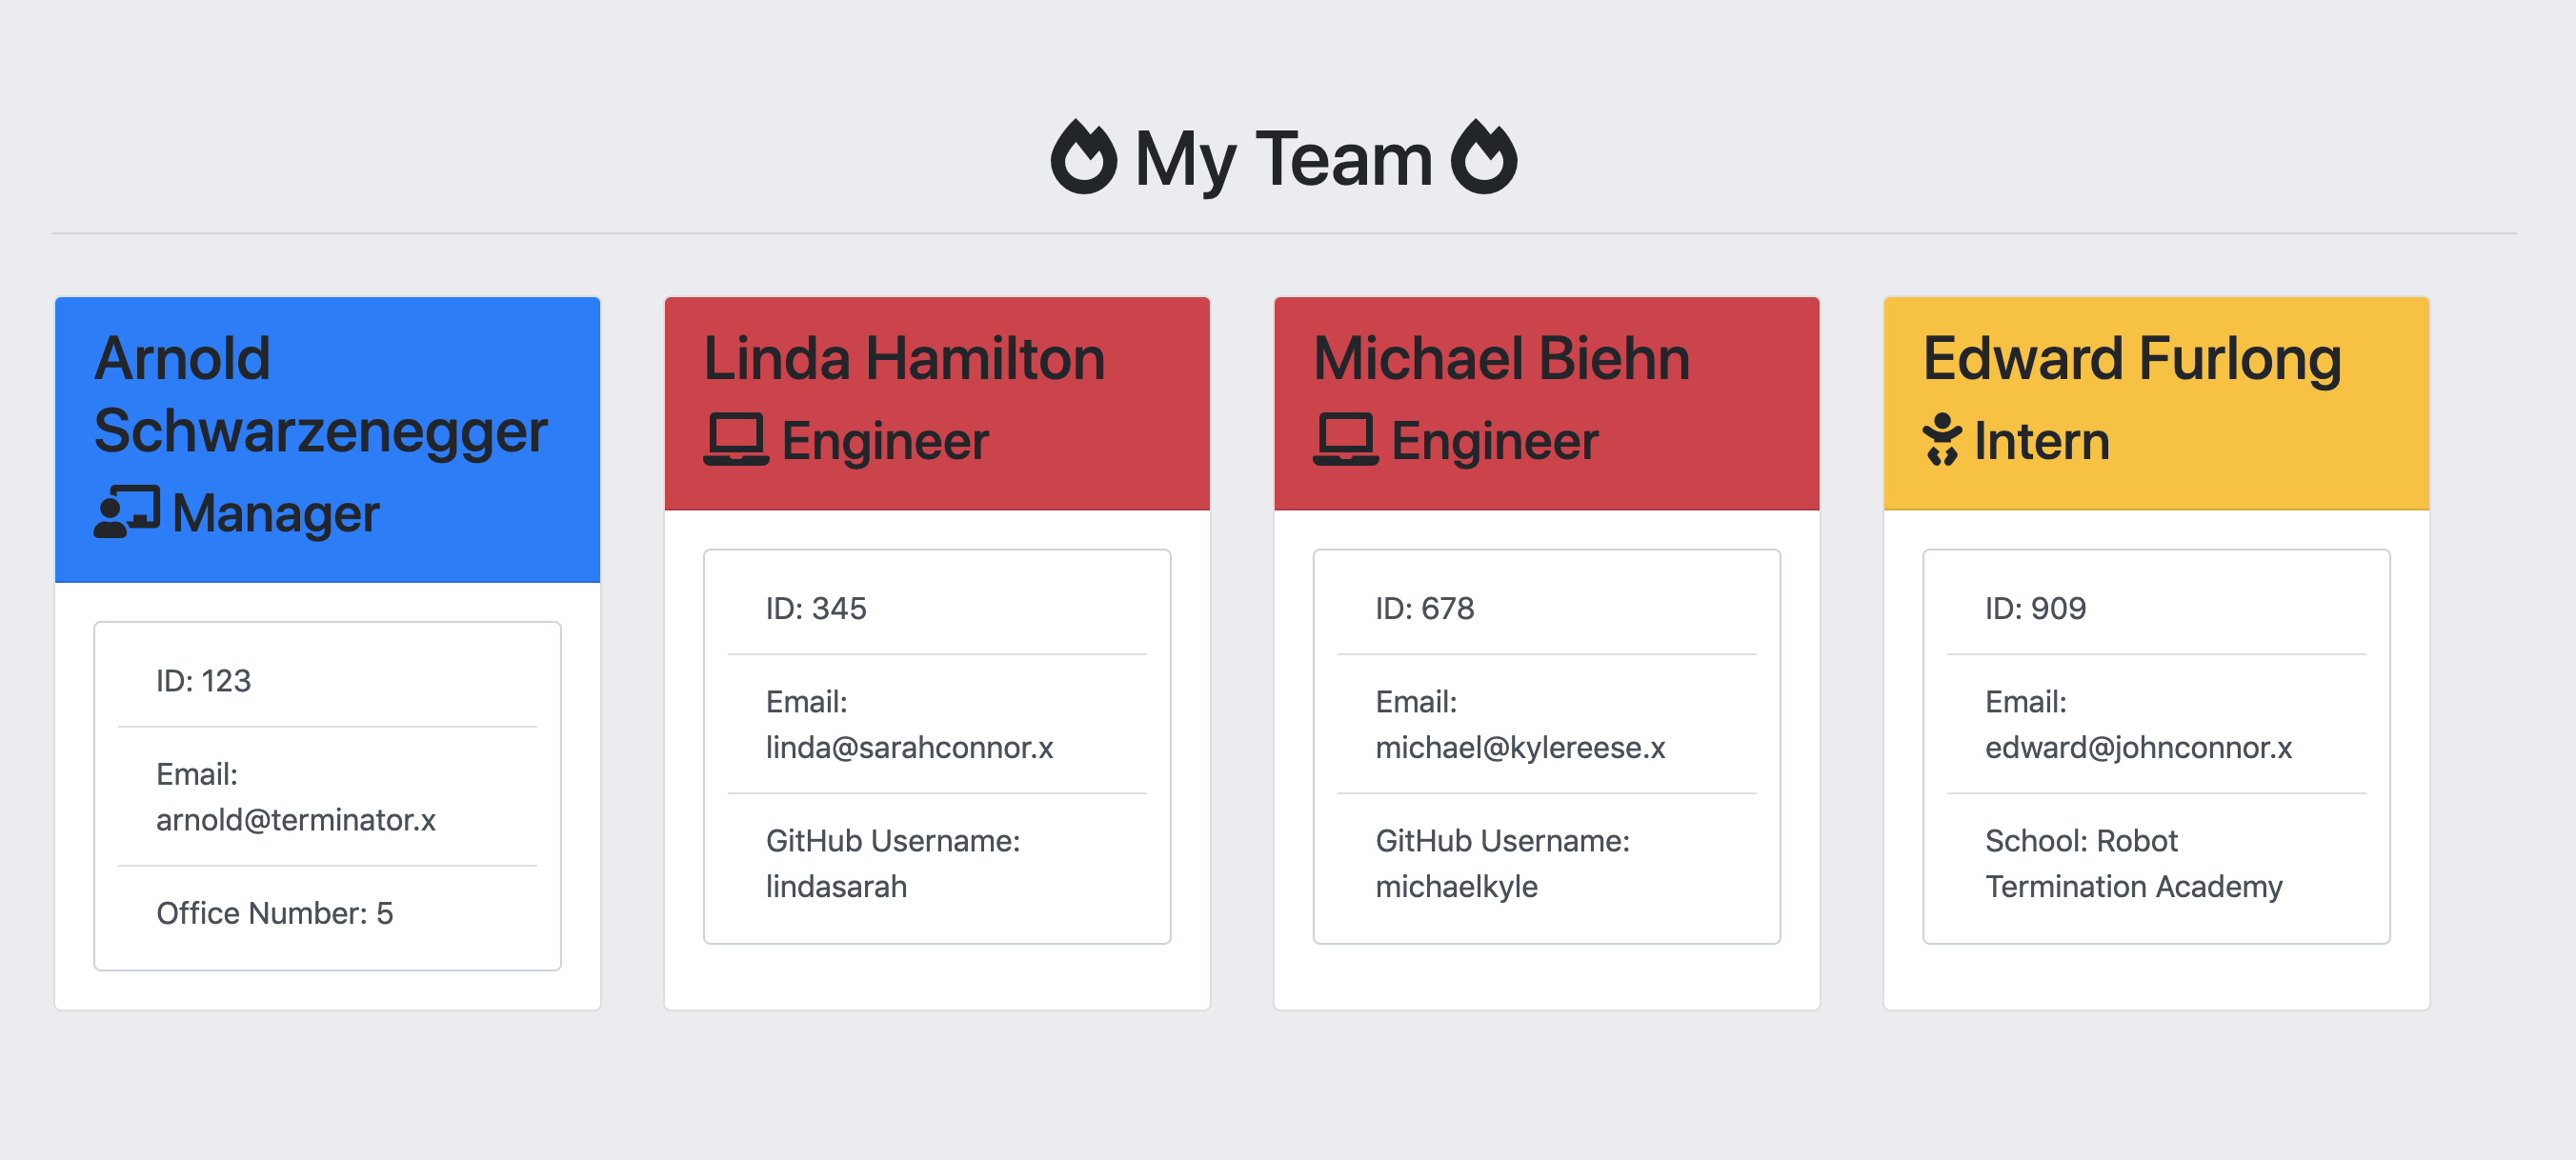 My Team
Arnold
Schwarzenegger
Manager
ID: 123
Email:
arnold@terminator.x
Office Number: 5
Linda Hamilton
Engineer
ID: 345
Email:
linda@sarahconnor.x
GitHub Username:
lindasarah
Michael Biehn
Engineer
ID: 678
Email:
michael@kylereese.x
GitHub Username:
michaelkyle
Edward Furlong
Intern
ID: 909
Email:
edward@johnconnor.x
School: Robot
Termination Academy